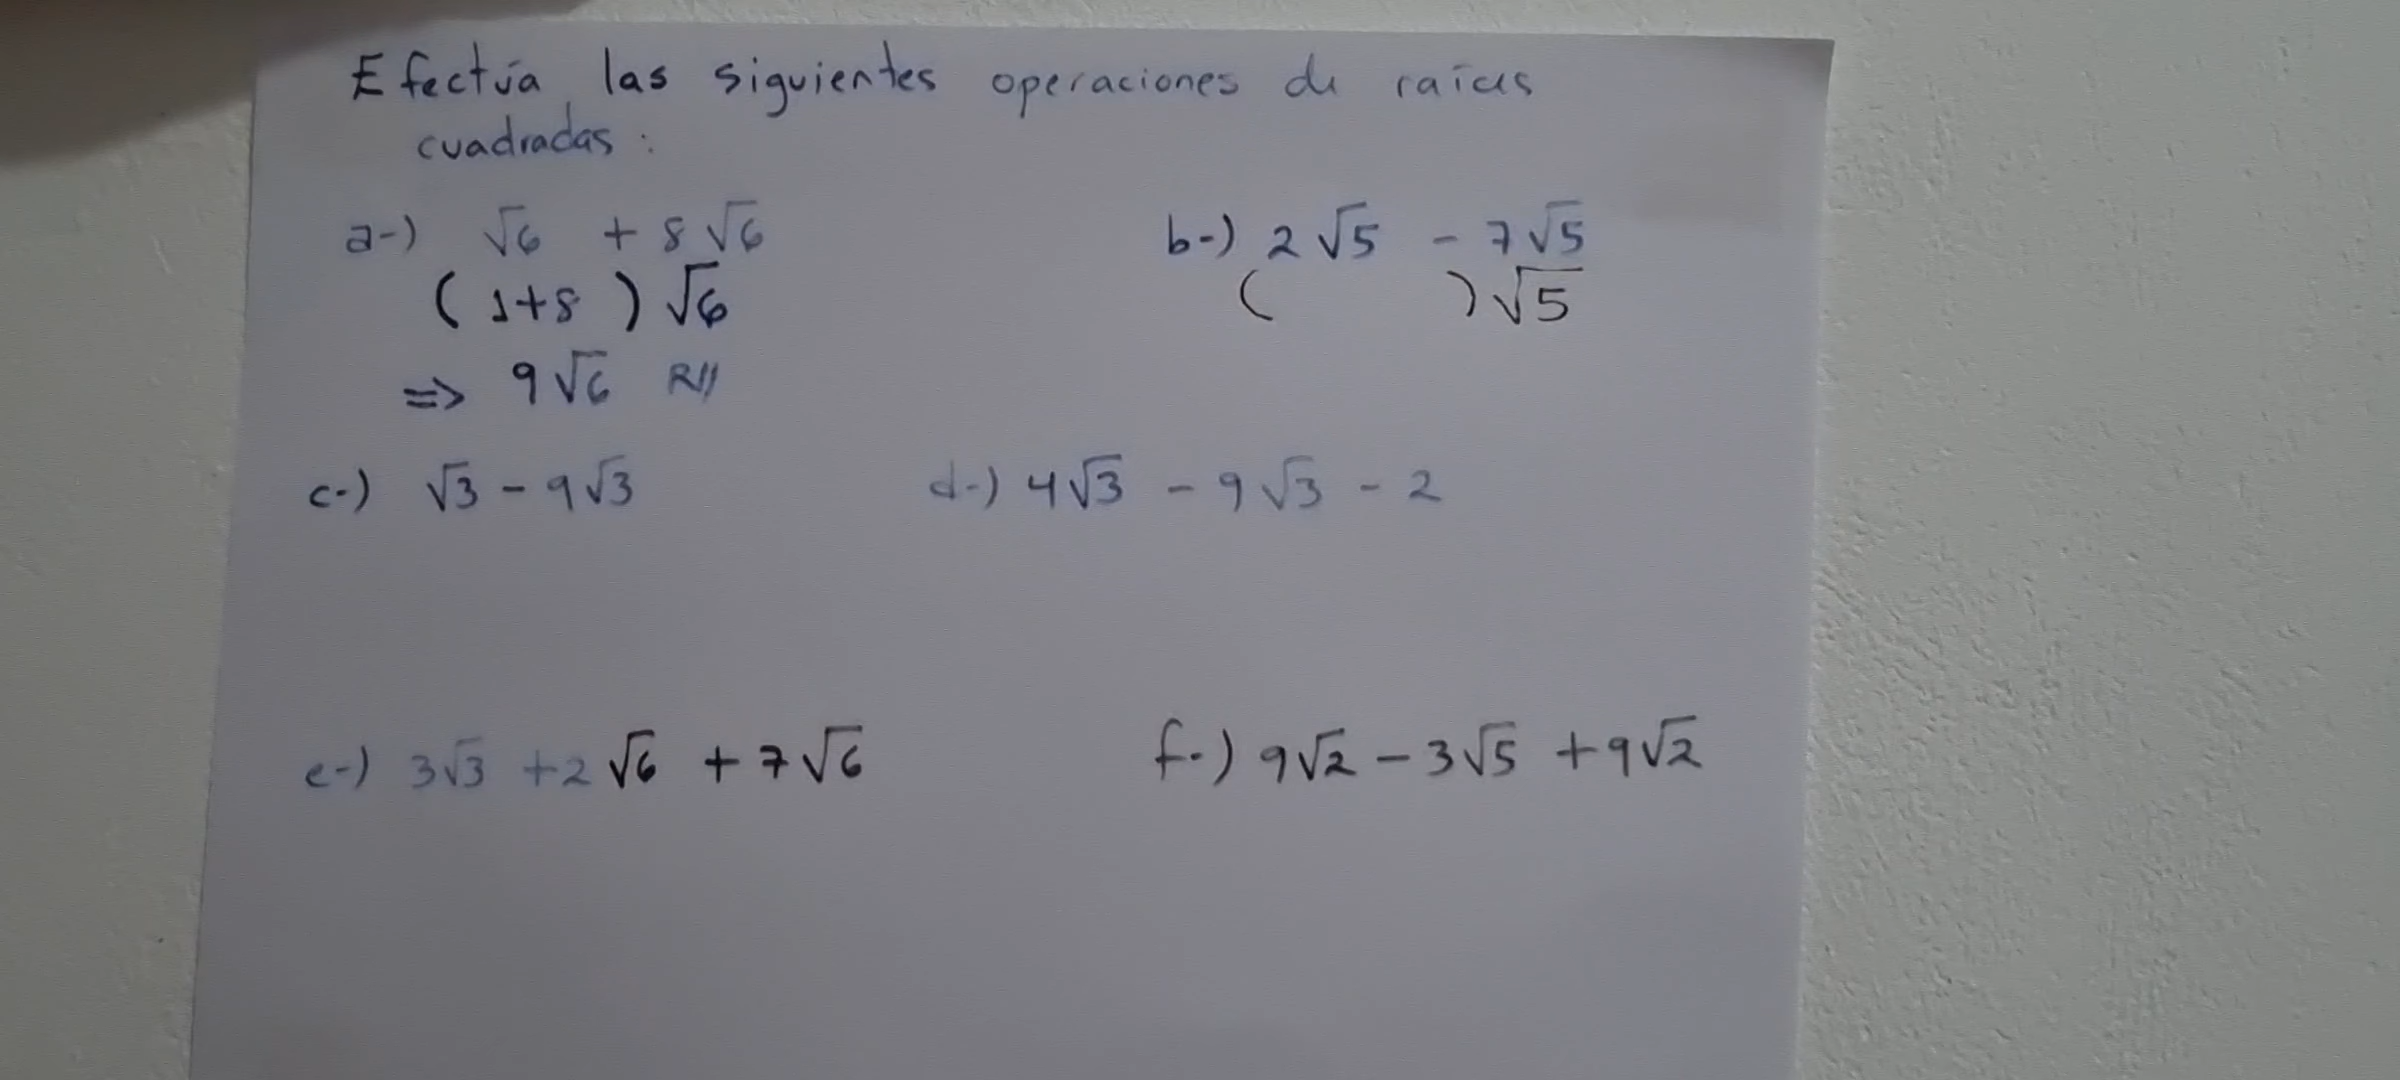 Efectúa las siguientes operaciones de raíces
cuadradas:
a-) √6 + 8√6
(1+8)√6
=> 9√6 R//
b-) 2√5 - 7√5
( )√5
c-) √3 - 9√3
d-) 4√3 - 9√3 - 2
e-) 3√3 + 2√6 + 7√6
f-) 9√2 - 3√5 + 9√2